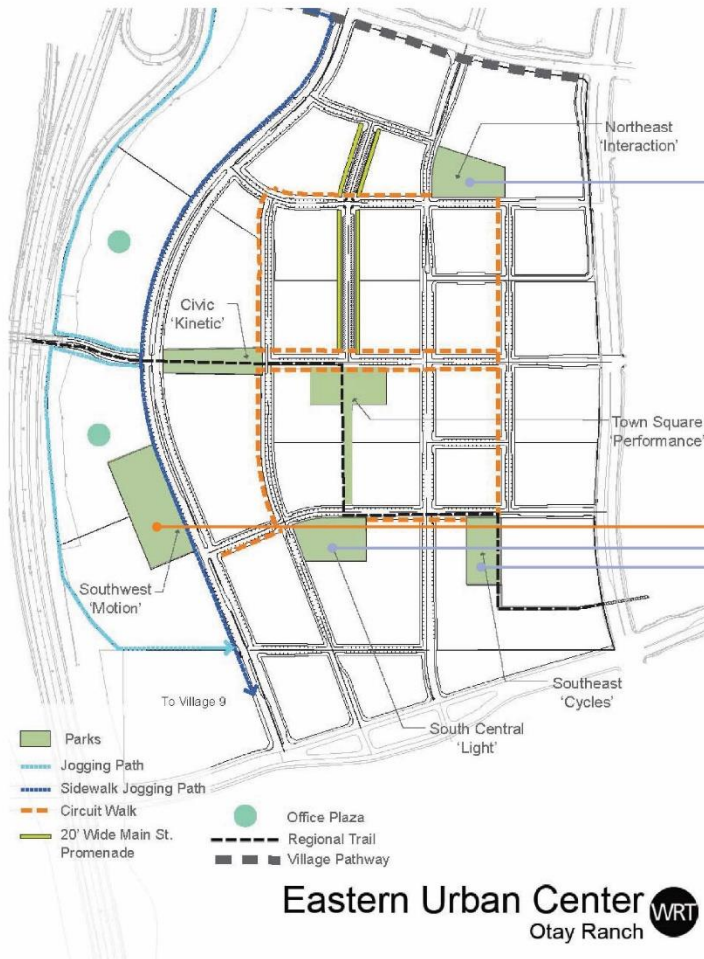 Northeast
'Interaction'
Civic
'Kinetic'
Town Square
'Performance'
Southwest
'Motion'
To Village 9
Southeast
'Cycles'
South Central
'Light'
Parks
Jogging Path
Sidewalk Jogging Path
Circuit Walk
20' Wide Main St.
Promenade
Office Plaza
Regional Trail
Village Pathway
Eastern Urban Center
WRT
Otay Ranch